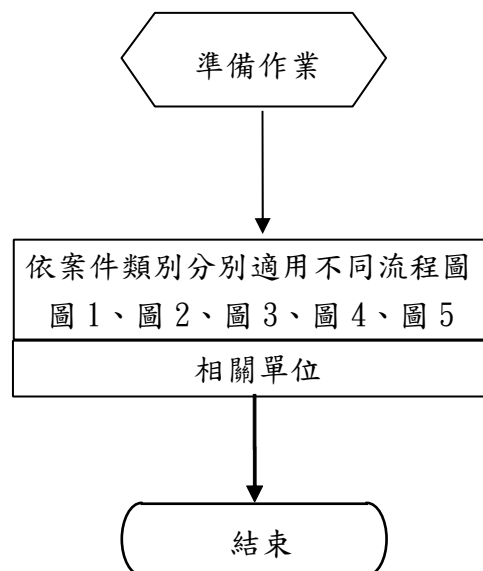 準備作業
依案件類別分別適用不同流程圖
圖 1、圖 2、圖 3、圖 4、圖 5
相關單位
結束